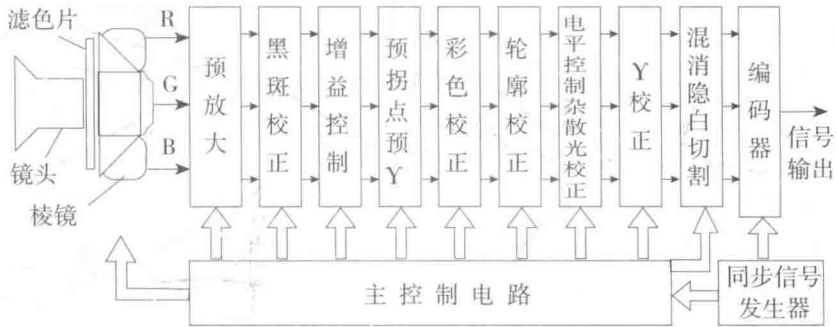 滤色片
镜头
棱镜
R
G
B
预放大
黑斑校正
增益控制
预拐点预Υ
彩色校正
轮廓校正
电平控制杂散光校正
Υ校正
混消隐白切割
编码器
信号输出
主控制电路
同步信号发生器